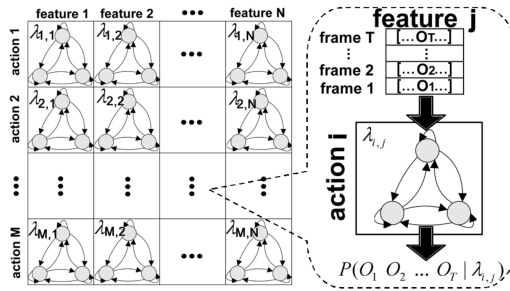 feature 1 feature 2 ••• feature N
action 1 λ1,1 λ1,2 ••• λ1,N
action 2 λ2,1 λ2,2 ••• λ2,N
••• ••• ••• •••
action M λM,1 λM,2 ••• λM,N
feature j
frame T [...OT...]
⋮ ⋮
frame 2 [...O2...]
frame 1 [...O1...]
action i
λi,j
P(O1 O2 ... OT | λi,j)